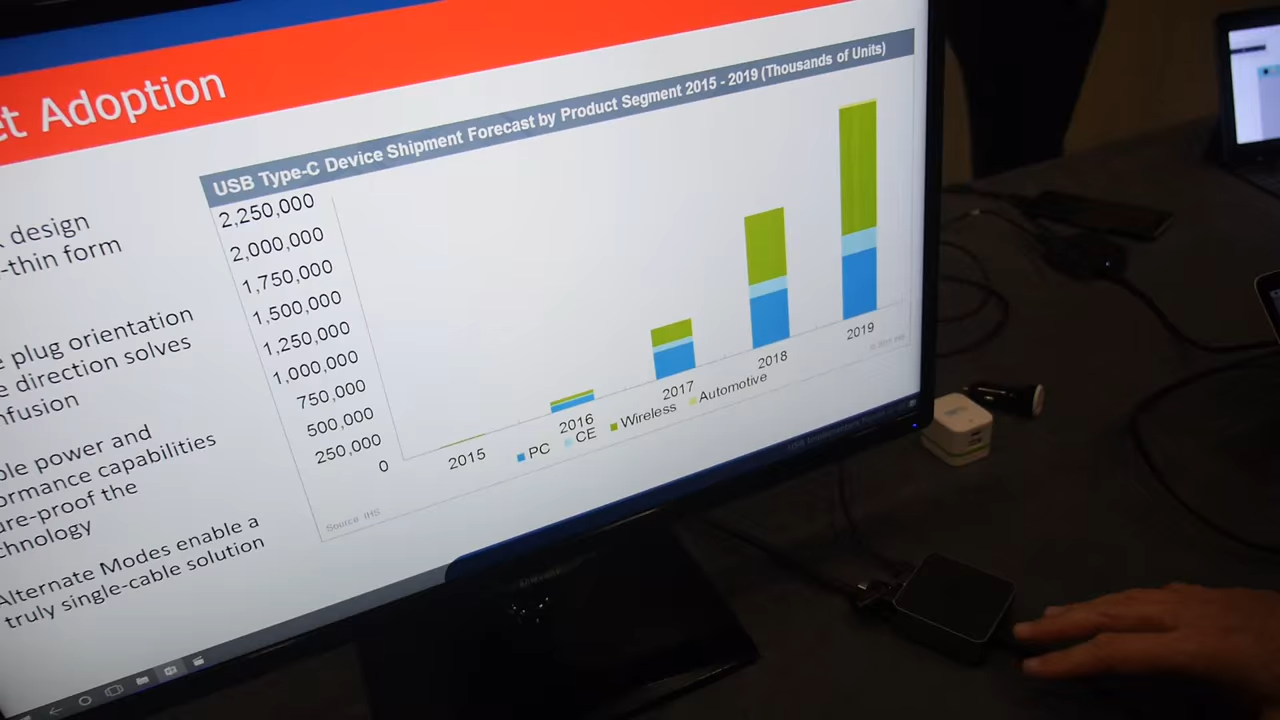 et Adoption
design
-thin form
e plug orientation
e direction solves
nfusion
ble power and
ormance capabilities
ure-proof the
chnology
Alternate Modes enable a
truly single-cable solution
USB Type-C Device Shipment Forecast by Product Segment 2015 - 2019 (Thousands of Units)
2,250,000
2,000,000
1,750,000
1,500,000
1,250,000
1,000,000
750,000
500,000
250,000
0
2015 2016 2017 2018 2019
PC CE Wireless Automotive
Source IHS